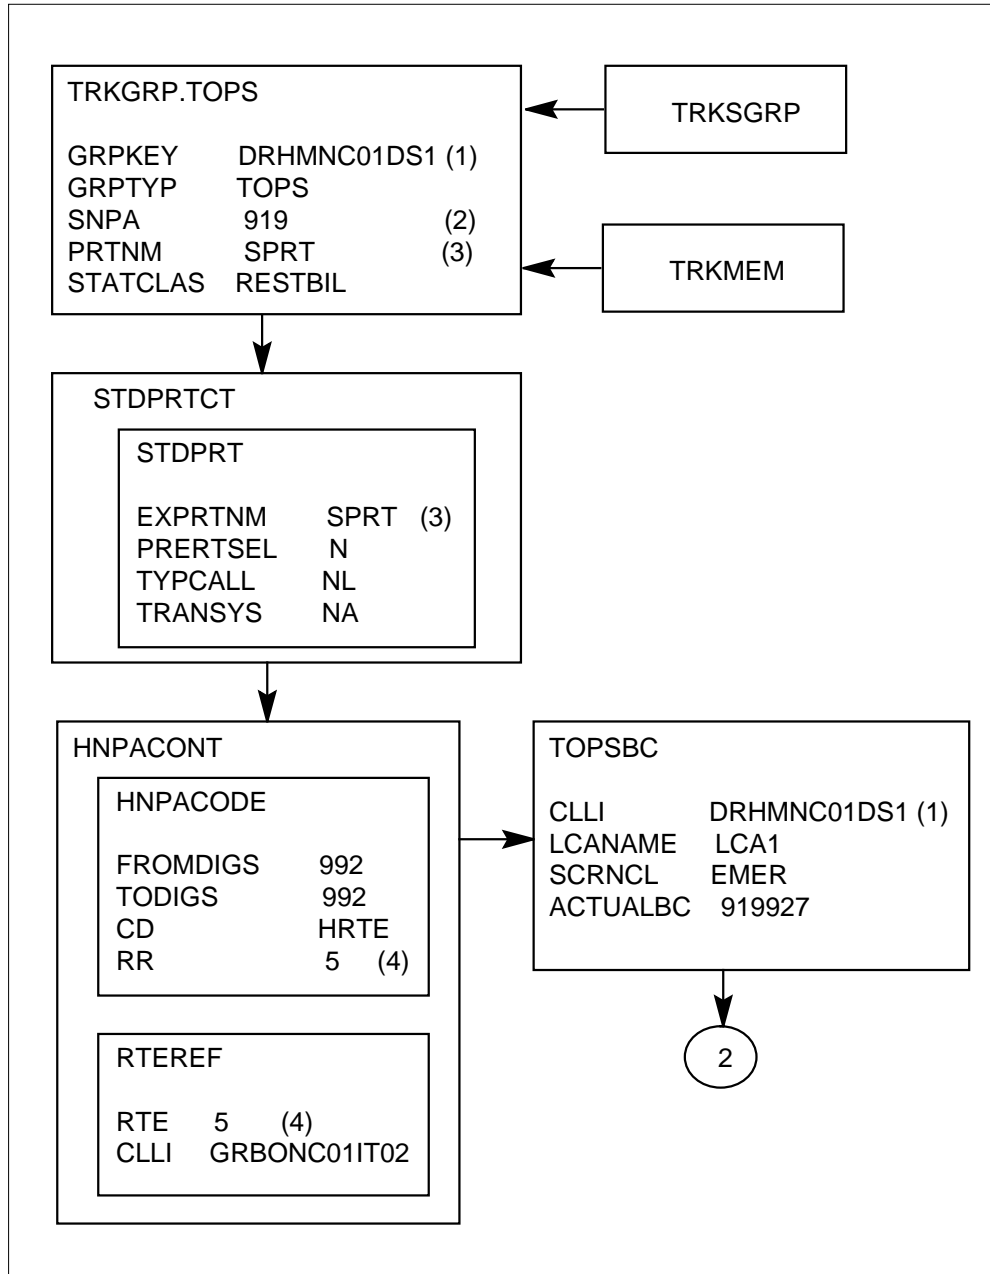 TRKGRP.TOPS
GRPKEY DRHMNC01DS1 (1)
GRPTYP TOPS
SNPA 919 (2)
PRTNM SPRT (3)
STATCLAS RESTBIL
TRKSGRP
TRKMEM
STDPRTCT
STDPRT
EXPRTNM SPRT (3)
PRERTSEL N
TYPCALL NL
TRANSYS NA
HNPACONT
HNPACODE
FROMDIGS 992
TODIGS 992
CD HRTE
RR 5 (4)
RTEREF
RTE 5 (4)
CLLI GRBONC01IT02
TOPSBC
CLLI DRHMNC01DS1 (1)
LCANAME LCA1
SCRNCL EMER
ACTUALBC 919927
2